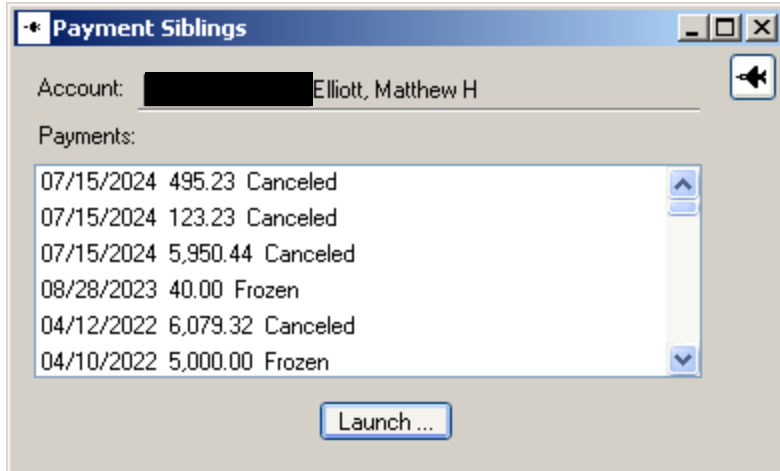 Payment Siblings
Account: Elliott, Matthew H
Payments:
07/15/2024 495.23 Canceled
07/15/2024 123.23 Canceled
07/15/2024 5,950.44 Canceled
08/28/2023 40.00 Frozen
04/12/2022 6,079.32 Canceled
04/10/2022 5,000.00 Frozen
Launch ...